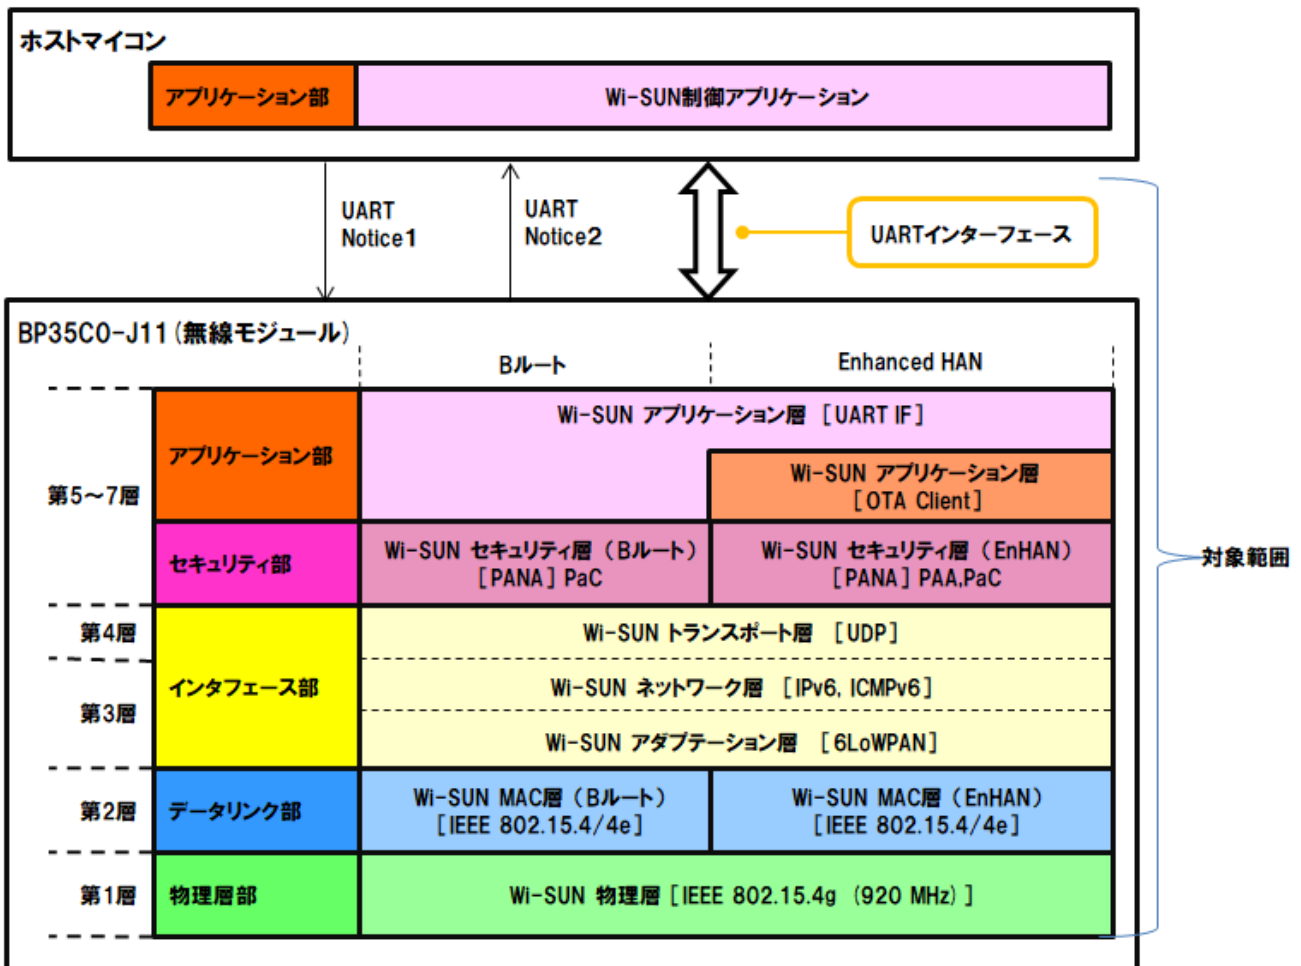 ホストマイコン
アプリケーション部
Wi-SUN制御アプリケーション
UART
Notice1
UART
Notice2
UARTインターフェース
BP35C0-J11(無線モジュール)
Bルート
Enhanced HAN
第5～7層
アプリケーション部
Wi-SUN アプリケーション層 [UART IF]
Wi-SUN アプリケーション層
[OTA Client]
セキュリティ部
Wi-SUN セキュリティ層 (Bルート)
[PANA] PaC
Wi-SUN セキュリティ層 (EnHAN)
[PANA] PAA,PaC
対象範囲
第4層
インタフェース部
Wi-SUN トランスポート層 [UDP]
第3層
Wi-SUN ネットワーク層 [IPv6, ICMPv6]
Wi-SUN アダプテーション層 [6LoWPAN]
第2層
データリンク部
Wi-SUN MAC層 (Bルート)
[IEEE 802.15.4/4e]
Wi-SUN MAC層 (EnHAN)
[IEEE 802.15.4/4e]
第1層
物理層部
Wi-SUN 物理層 [IEEE 802.15.4g (920 MHz)]